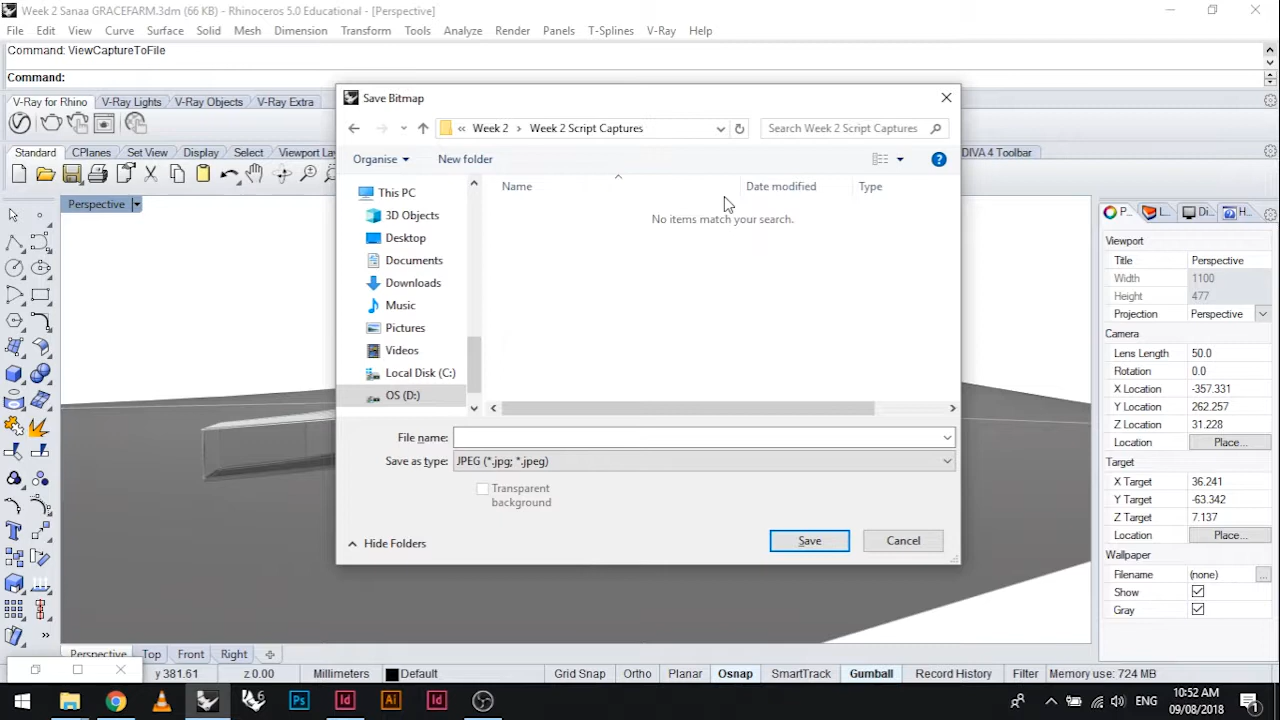 Week 2 Sanaa GRACEFARM.3dm (66 KB) - Rhinoceros 5.0 Educational - [Perspective]
File Edit View Curve Surface Solid Mesh Dimension Transform Tools Analyze Render Panels T-Splines V-Ray Help
Command: ViewCaptureToFile
Command:
V-Ray for Rhino V-Ray Lights V-Ray Objects V-Ray Extra
Standard CPlanes Set View Display Select Viewport La DIVA 4 Toolbar
Perspective
Save Bitmap
« Week 2 › Week 2 Script Captures
Search Week 2 Script Captures
Organise New folder
Name Date modified Type
No items match your search.
This PC
3D Objects
Desktop
Documents
Downloads
Music
Pictures
Videos
Local Disk (C:)
OS (D:)
File name:
Save as type: JPEG (*.jpg; *.jpeg)
Transparent
background
Hide Folders
Save Cancel
P... L... Di... H...
Viewport
Title Perspective
Width 1100
Height 477
Projection Perspective
Camera
Lens Length 50.0
Rotation 0.0
X Location -357.331
Y Location 262.257
Z Location 31.228
Location Place...
Target
X Target 36.241
Y Target -63.342
Z Target 7.137
Location Place...
Wallpaper
Filename (none) ...
Show
Gray
Perspective Top Front Right
y 381.61 z 0.00 Millimeters Default Grid Snap Ortho Planar Osnap SmartTrack Gumball Record History Filter Memory use: 724 MB
Ps Id Ai Id
ENG
10:52 AM
09/08/2018
1